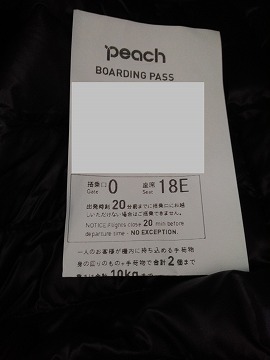 peach
BOARDING PASS
搭乗口 0 座席 18E
Gate Seat
出発時刻 20 分前までに搭乗口にお越
しいただけない場合はご搭乗できません。
NOTICE Flights close 20 min before
departure time - NO EXCEPTION.
一人のお客様が機内に持ち込める手荷物
身の回りのもの+手荷物で合計 2個まで
合計 10kg まで